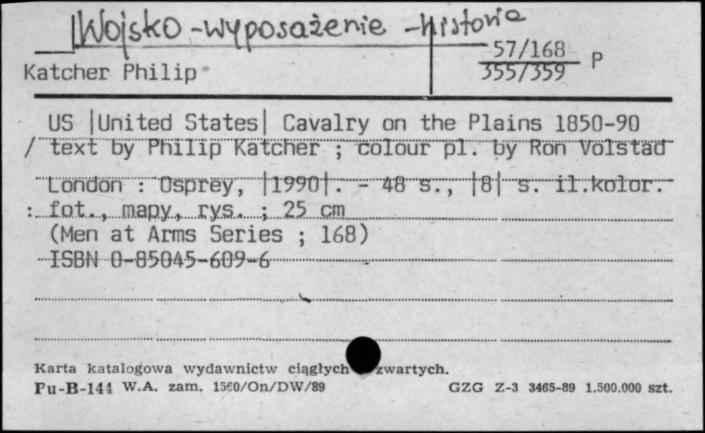 Wojsko - wyposażenie - historia
57/168 P
Katcher Philip 355/359
US |United States| Cavalry on the Plains 1850-90
/ text by Philip Katcher ; colour pl. by Ron Volstad
London : Osprey, |1990|. - 48 s., |8| s. il.kolor.
: fot., mapy, rys. ; 25 cm
(Men at Arms Series ; 168)
ISBN 0-85045-609-6
Karta katalogowa wydawnictw ciągłych zwartych.
Pu-B-144 W.A. zam. 1560/On/DW/89 GZG Z-3 3465-89 1.500.000 szt.